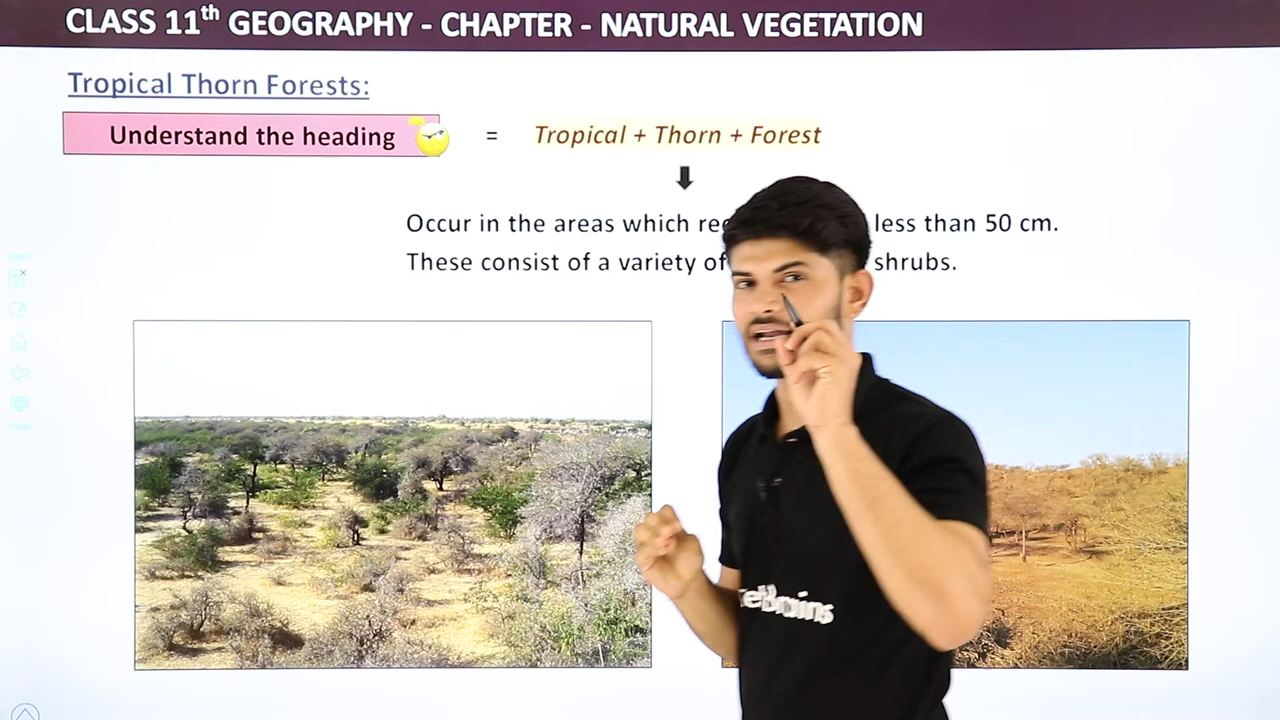 CLASS 11th GEOGRAPHY - CHAPTER - NATURAL VEGETATION
Tropical Thorn Forests:
Understand the heading = Tropical + Thorn + Forest
Occur in the areas which less than 50 cm.
These consist of a variety of shrubs.